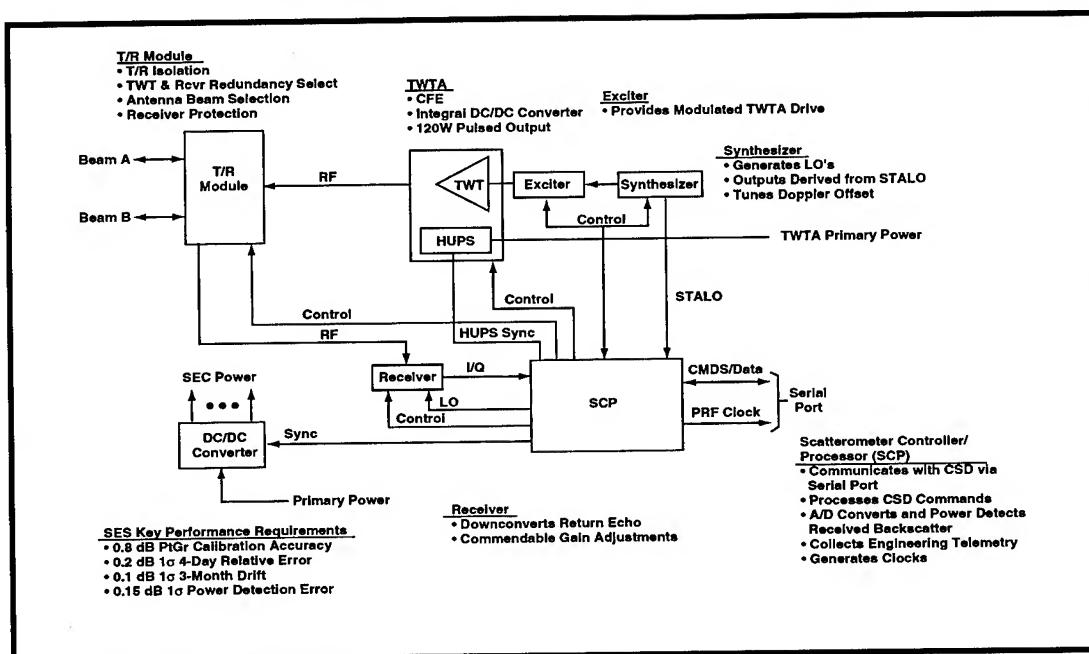 T/R Module
• T/R Isolation
• TWT & Rcvr Redundancy Select
• Antenna Beam Selection
• Receiver Protection
TWTA
• CFE
• Integral DC/DC Converter
• 120W Pulsed Output
Exciter
• Provides Modulated TWTA Drive
Synthesizer
• Generates LO's
• Outputs Derived from STALO
• Tunes Doppler Offset
Beam A
Beam B
T/R
Module
RF
TWT
Exciter
Synthesizer
Control
HUPS
TWTA Primary Power
STALO
Control
Control
HUPS Sync
RF
Receiver
I/Q
LO
Control
SCP
CMDS/Data
PRF Clock
Serial
Port
SEC Power
DC/DC
Converter
Sync
Primary Power
Scatterometer Controller/
Processor (SCP)
• Communicates with CSD via
Serial Port
• Processes CSD Commands
• A/D Converts and Power Detects
Received Backscatter
• Collects Engineering Telemetry
• Generates Clocks
Receiver
• Downconverts Return Echo
• Commendable Gain Adjustments
SES Key Performance Requirements
• 0.8 dB PtGr Calibration Accuracy
• 0.2 dB 1σ 4-Day Relative Error
• 0.1 dB 1σ 3-Month Drift
• 0.15 dB 1σ Power Detection Error